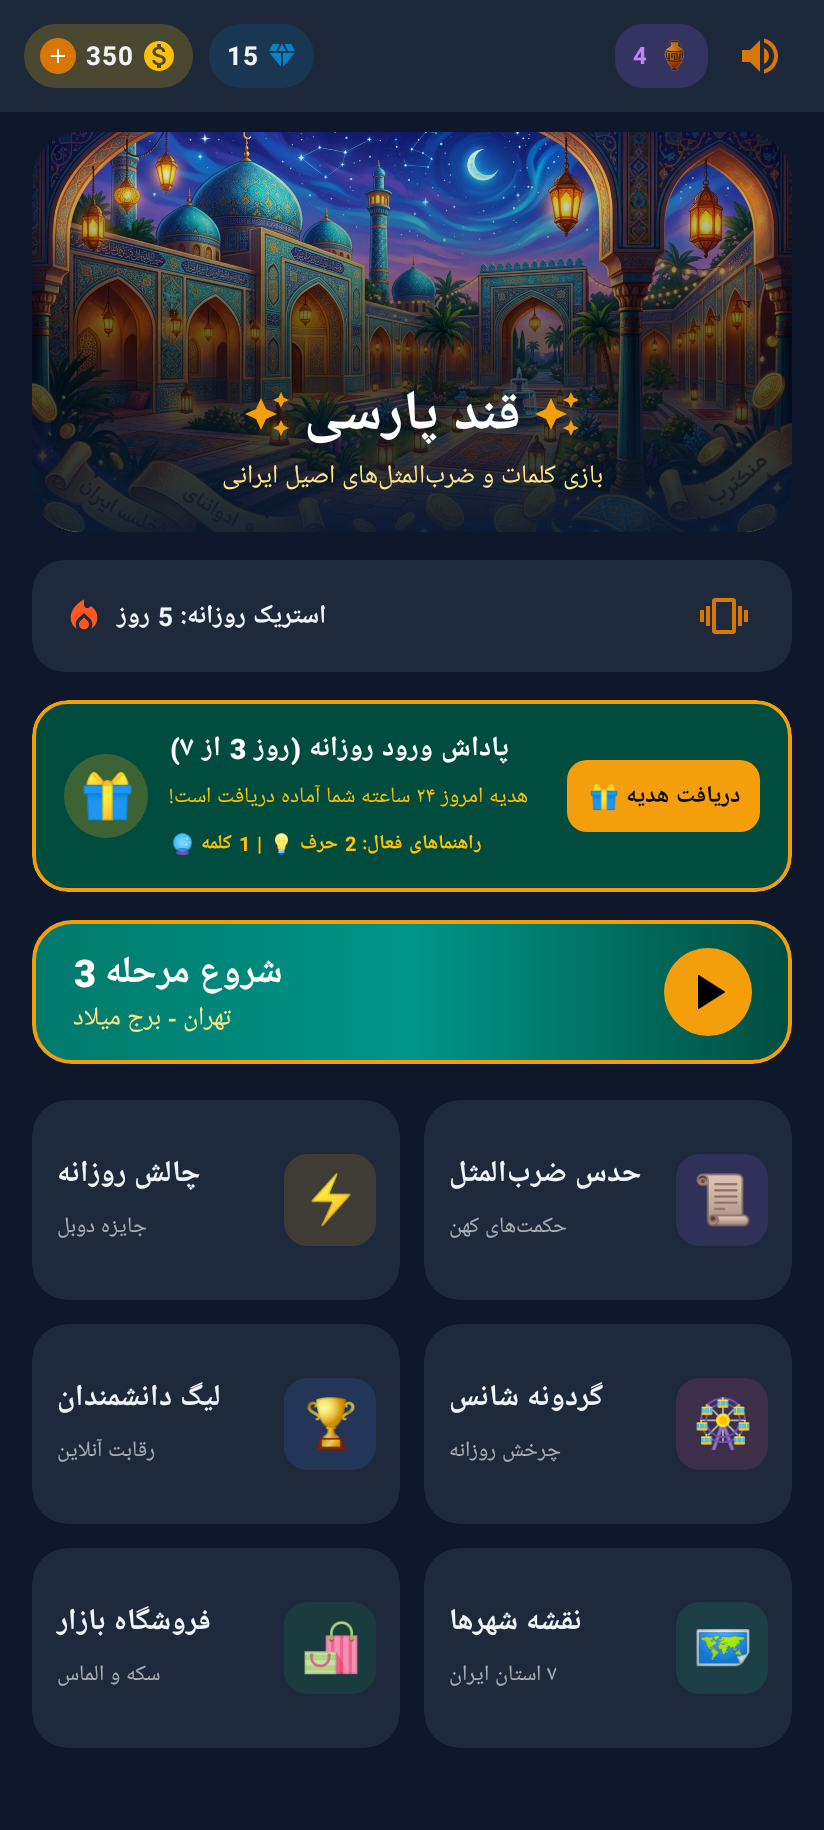 350
15
4
قند پارسی
بازی کلمات و ضرب‌المثل‌های اصیل ایرانی
استریک روزانه: 5 روز
پاداش ورود روزانه (روز 3 از ۷)
هدیه امروز ۲۴ ساعته شما آماده دریافت است!
راهنماهای فعال: 2 حرف | 1 کلمه
دریافت هدیه
شروع مرحله 3
تهران - برج میلاد
حدس ضرب‌المثل
حکمت‌های کهن
چالش روزانه
جایزه دوبل
گردونه شانس
چرخش روزانه
لیگ دانشمندان
رقابت آنلاین
نقشه شهرها
۷ استان ایران
فروشگاه بازار
سکه و الماس